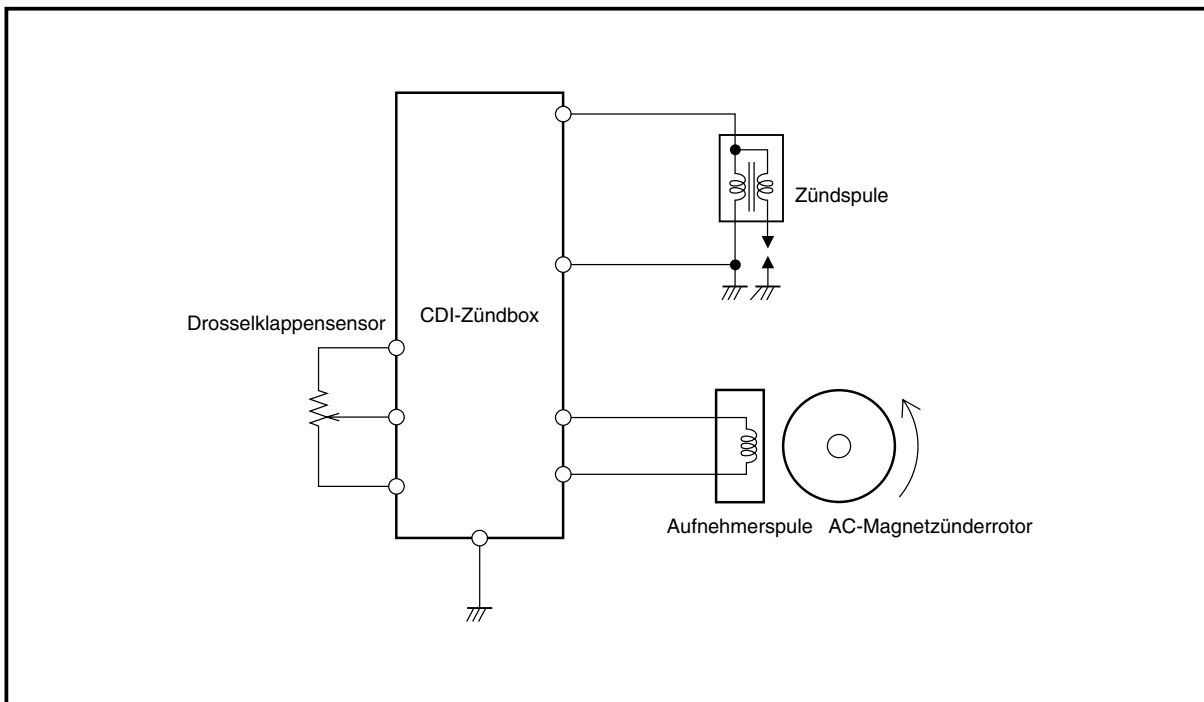 Zündspule
CDI-Zündbox
Drosselklappensensor
Aufnehmerspule
AC-Magnetzünderrotor